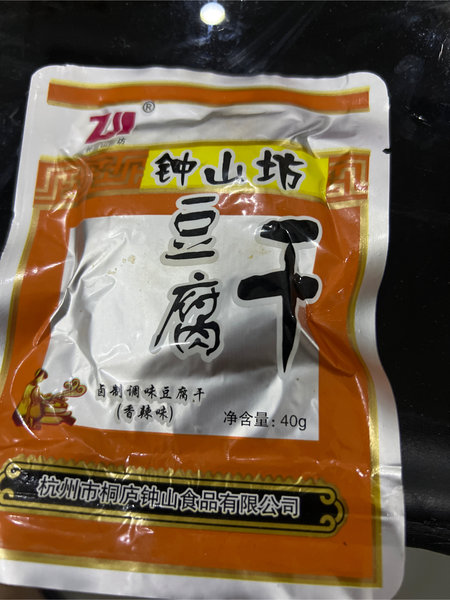 ZSF®
钟山坊
豆腐干
卤制调味豆腐干
(香辣味)
净含量: 40g
杭州市桐庐钟山食品有限公司